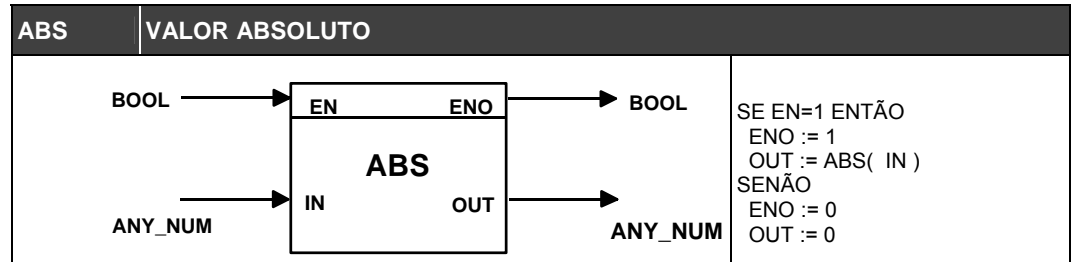 ABS VALOR ABSOLUTO
BOOL EN ENO BOOL
ABS
IN OUT
ANY_NUM ANY_NUM
SE EN=1 ENTÃO
ENO := 1
OUT := ABS( IN )
SENÃO
ENO := 0
OUT := 0